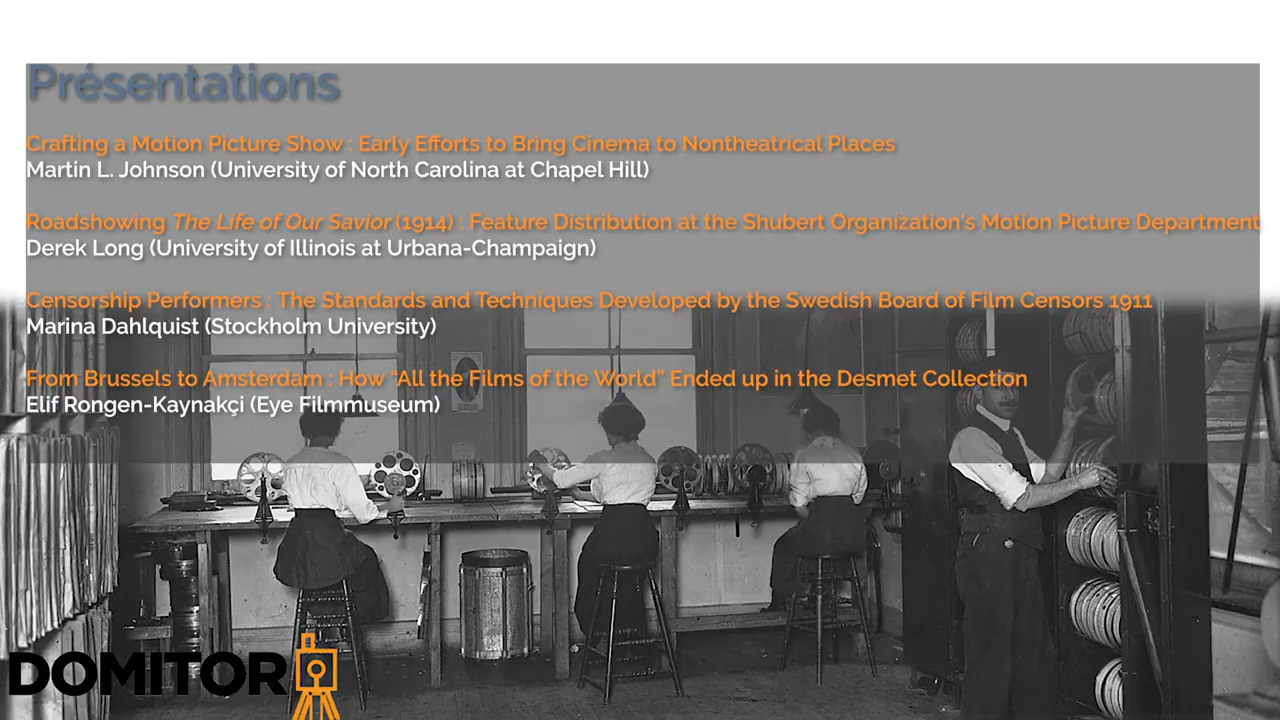 Présentations
Crafting a Motion Picture Show : Early Efforts to Bring Cinema to Nontheatrical Places
Martin L. Johnson (University of North Carolina at Chapel Hill)
Roadshowing The Life of Our Savior (1914) : Feature Distribution at the Shubert Organization's Motion Picture Department
Derek Long (University of Illinois at Urbana-Champaign)
Censorship Performers : The Standards and Techniques Developed by the Swedish Board of Film Censors 1911
Marina Dahlquist (Stockholm University)
From Brussels to Amsterdam : How “All the Films of the World” Ended up in the Desmet Collection
Elif Rongen-Kaynakçi (Eye Filmmuseum)
DOMITOR